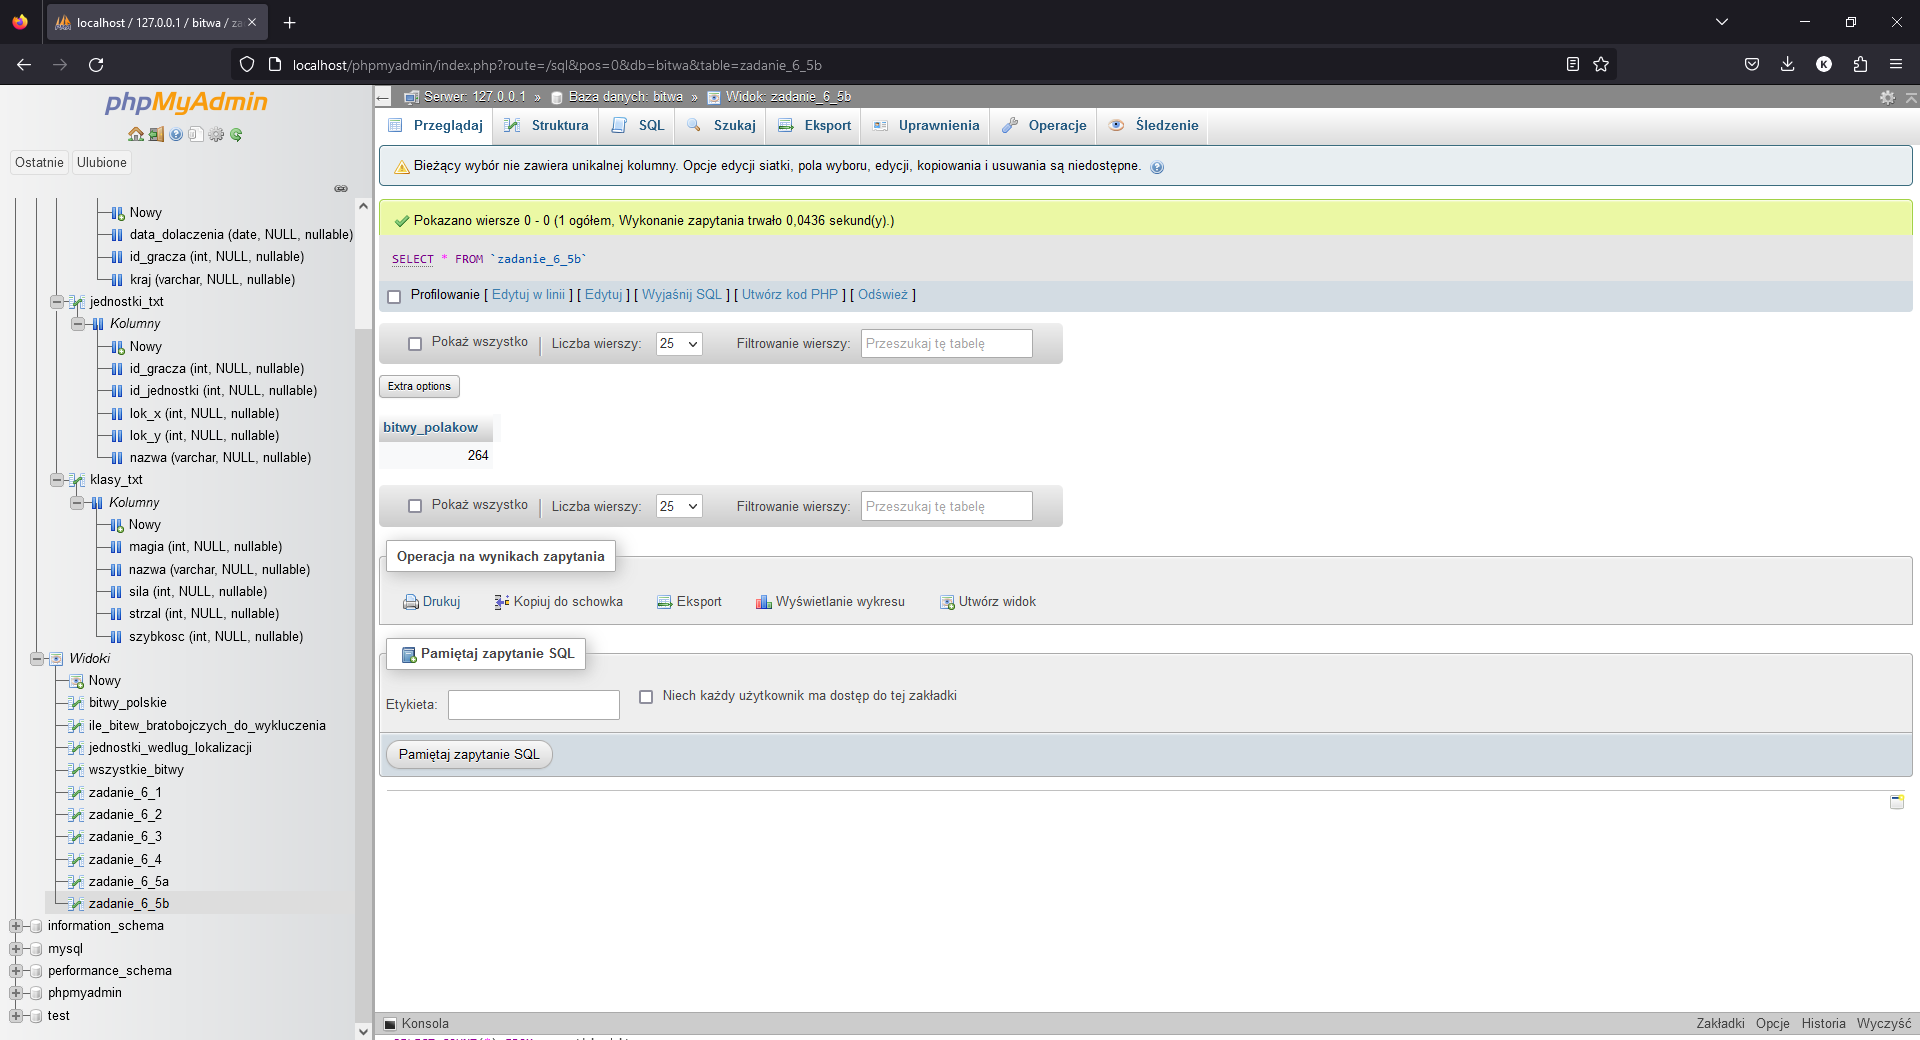 localhost / 127.0.0.1 / bitwa / za
localhost/phpmyadmin/index.php?route=/sql&pos=0&db=bitwa&table=zadanie_6_5b
K
phpMyAdmin
Ostatnie
Ulubione
Nowy
data_dolaczenia (date, NULL, nullable)
id_gracza (int, NULL, nullable)
kraj (varchar, NULL, nullable)
jednostki_txt
Kolumny
Nowy
id_gracza (int, NULL, nullable)
id_jednostki (int, NULL, nullable)
lok_x (int, NULL, nullable)
lok_y (int, NULL, nullable)
nazwa (varchar, NULL, nullable)
klasy_txt
Kolumny
Nowy
magia (int, NULL, nullable)
nazwa (varchar, NULL, nullable)
sila (int, NULL, nullable)
strzal (int, NULL, nullable)
szybkosc (int, NULL, nullable)
Widoki
Nowy
bitwy_polskie
ile_bitew_bratobojczych_do_wykluczenia
jednostki_wedlug_lokalizacji
wszystkie_bitwy
zadanie_6_1
zadanie_6_2
zadanie_6_3
zadanie_6_4
zadanie_6_5a
zadanie_6_5b
information_schema
mysql
performance_schema
phpmyadmin
test
Serwer: 127.0.0.1 » Baza danych: bitwa » Widok: zadanie_6_5b
Przeglądaj
Struktura
SQL
Szukaj
Eksport
Uprawnienia
Operacje
Śledzenie
Bieżący wybór nie zawiera unikalnej kolumny. Opcje edycji siatki, pola wyboru, edycji, kopiowania i usuwania są niedostępne.
Pokazano wiersze 0 - 0 (1 ogółem, Wykonanie zapytania trwało 0,0436 sekund(y).)
SELECT * FROM `zadanie_6_5b`
Profilowanie [ Edytuj w linii ] [ Edytuj ] [ Wyjaśnij SQL ] [ Utwórz kod PHP ] [ Odśwież ]
Pokaż wszystko
Liczba wierszy:
25
Filtrowanie wierszy:
Przeszukaj tę tabelę
Extra options
bitwy_polakow
264
Pokaż wszystko
Liczba wierszy:
25
Filtrowanie wierszy:
Przeszukaj tę tabelę
Operacja na wynikach zapytania
Drukuj
Kopiuj do schowka
Eksport
Wyświetlanie wykresu
Utwórz widok
Pamiętaj zapytanie SQL
Etykieta:
Niech każdy użytkownik ma dostęp do tej zakładki
Pamiętaj zapytanie SQL
Konsola
Zakładki
Opcje
Historia
Wyczyść